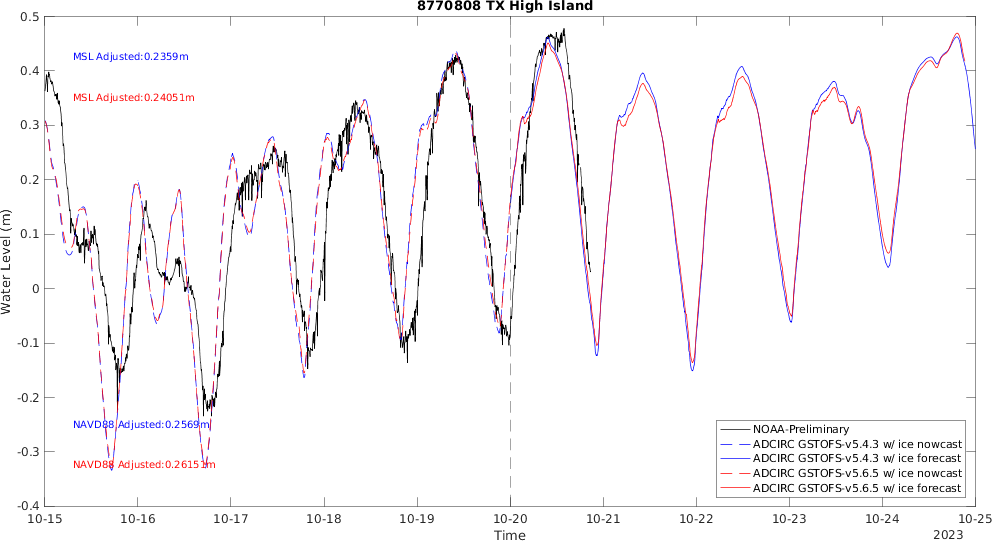 8770808 TX High Island
0.5
0.4
0.3
0.2
0.1
0
-0.1
-0.2
-0.3
-0.4
Water Level (m)
MSL Adjusted:0.2359m
MSL Adjusted:0.24051m
NAVD88 Adjusted:0.2569m
NAVD88 Adjusted:0.26151m
NOAA-Preliminary
ADCIRC GSTOFS-v5.4.3 w/ ice nowcast
ADCIRC GSTOFS-v5.4.3 w/ ice forecast
ADCIRC GSTOFS-v5.6.5 w/ ice nowcast
ADCIRC GSTOFS-v5.6.5 w/ ice forecast
10-15 10-16 10-17 10-18 10-19 10-20 10-21 10-22 10-23 10-24 10-25
Time
2023